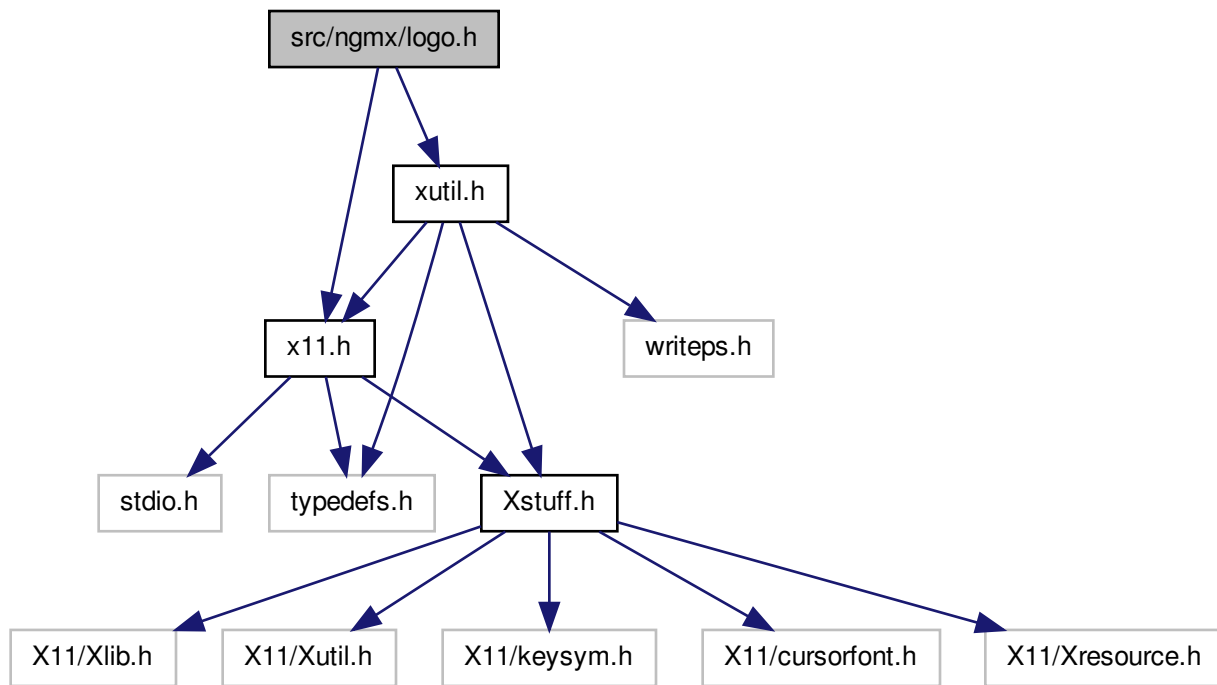 src/ngmx/logo.h
xutil.h
x11.h
writeps.h
stdio.h
typedefs.h
Xstuff.h
X11/Xlib.h
X11/Xutil.h
X11/keysym.h
X11/cursorfont.h
X11/Xresource.h